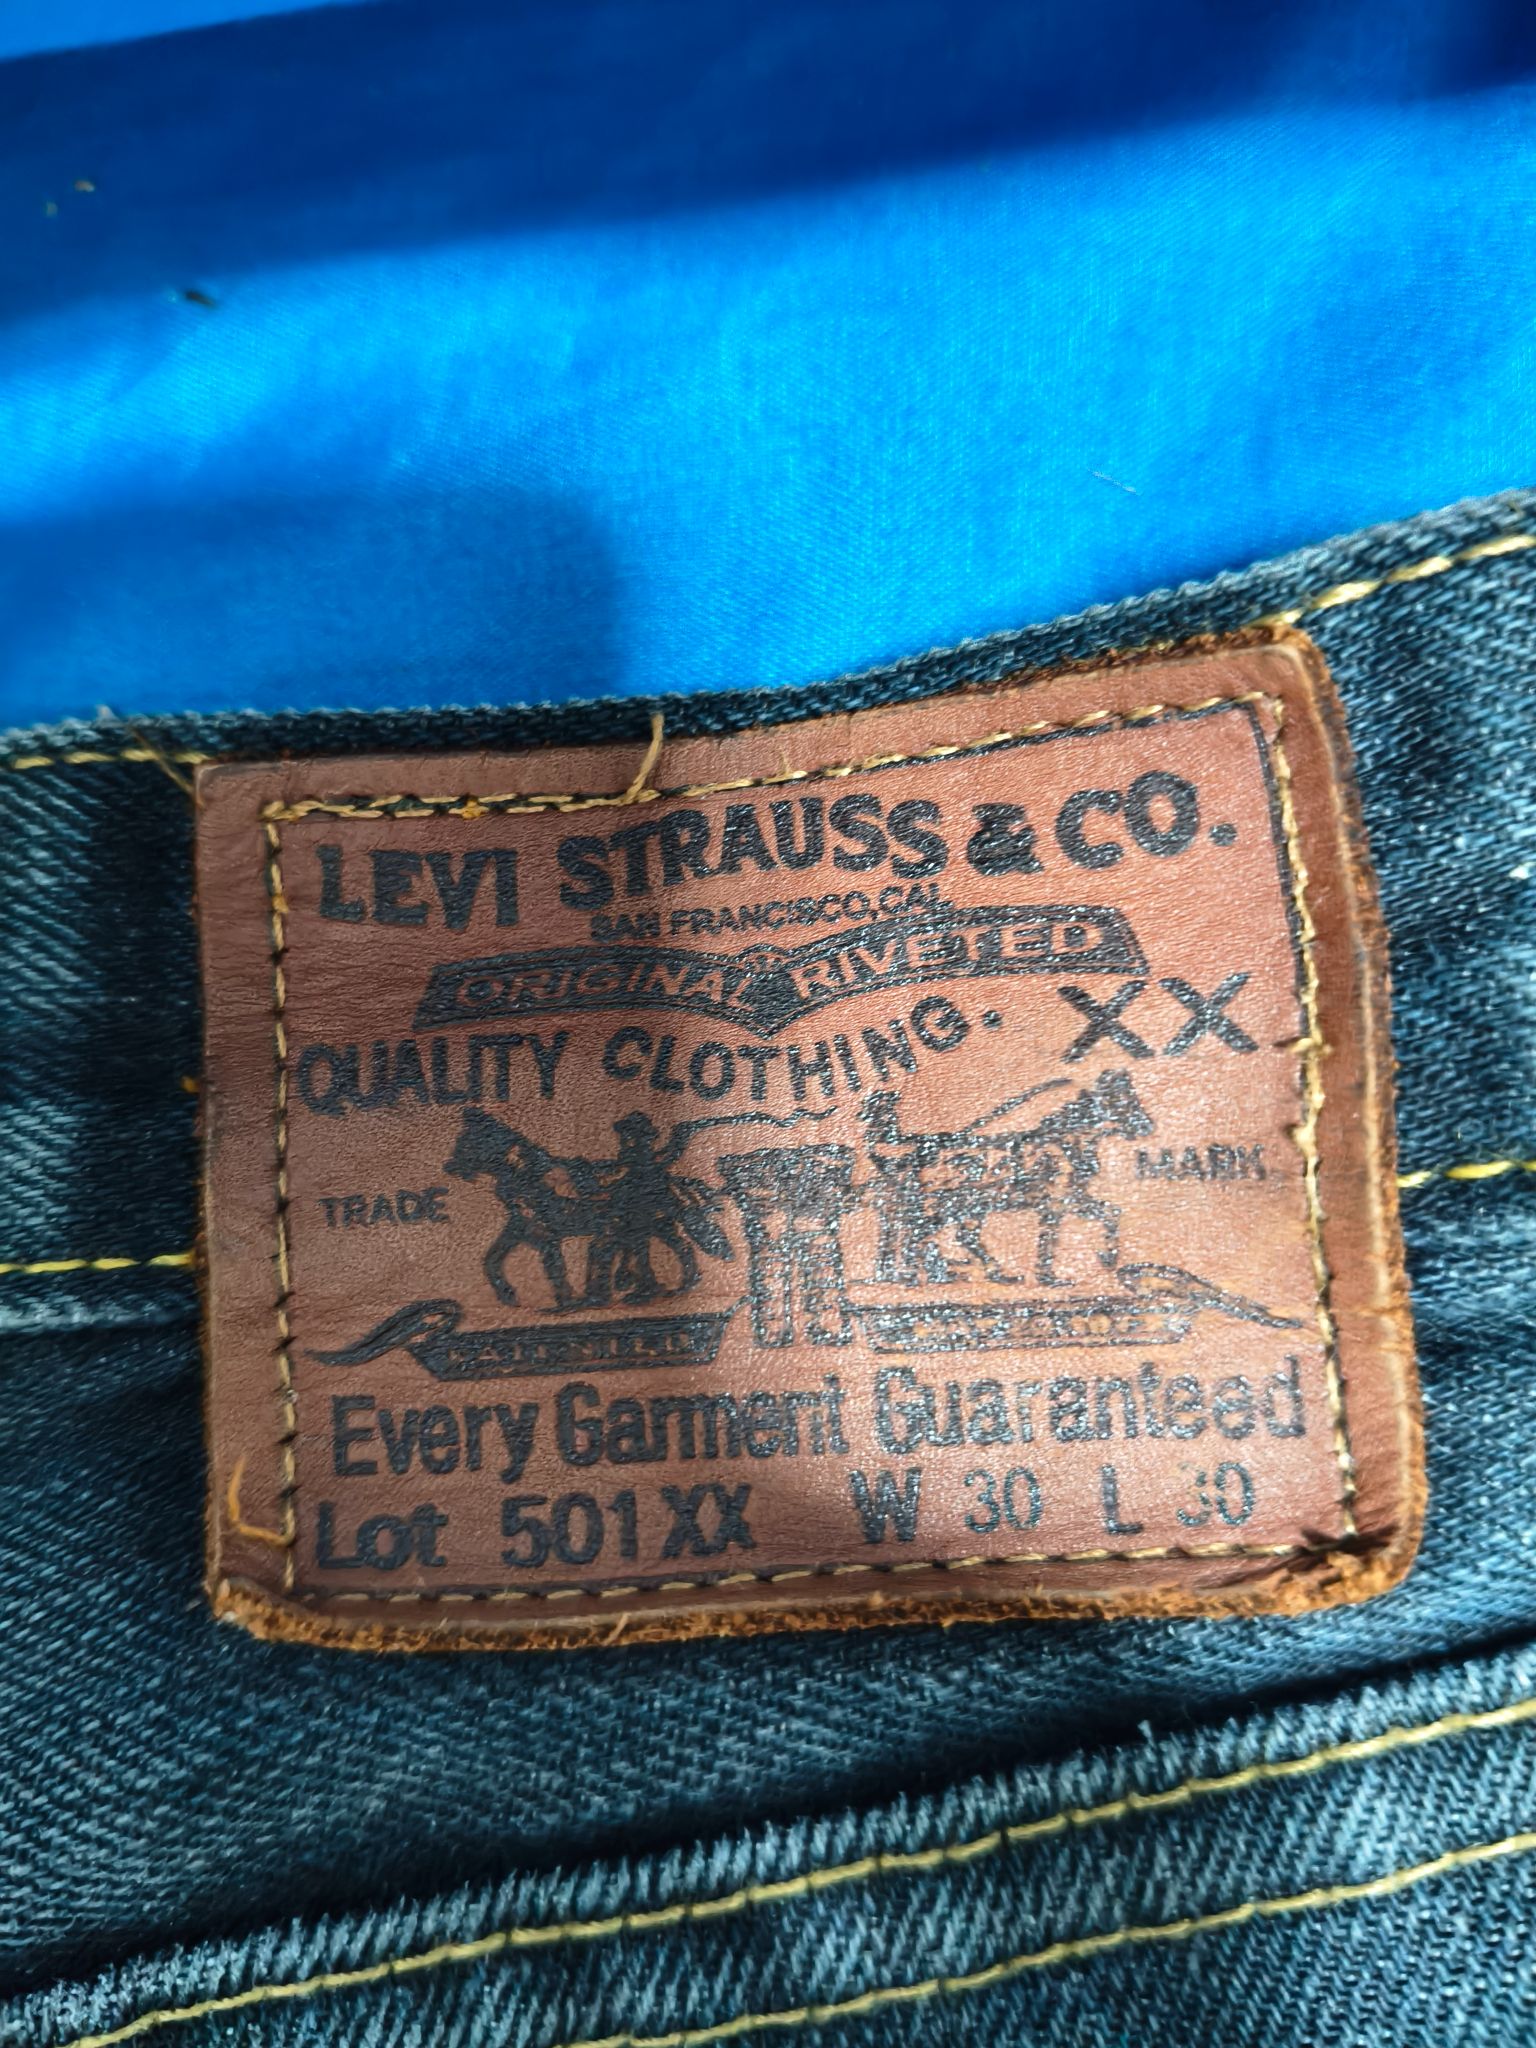 LEVI STRAUSS & CO.
SAN FRANCISCO, CAL
ORIGINAL RIVETED
QUALITY CLOTHING. XX
TRADE MARK
Every Garment Guaranteed
Lot 501XX W 30 L 30